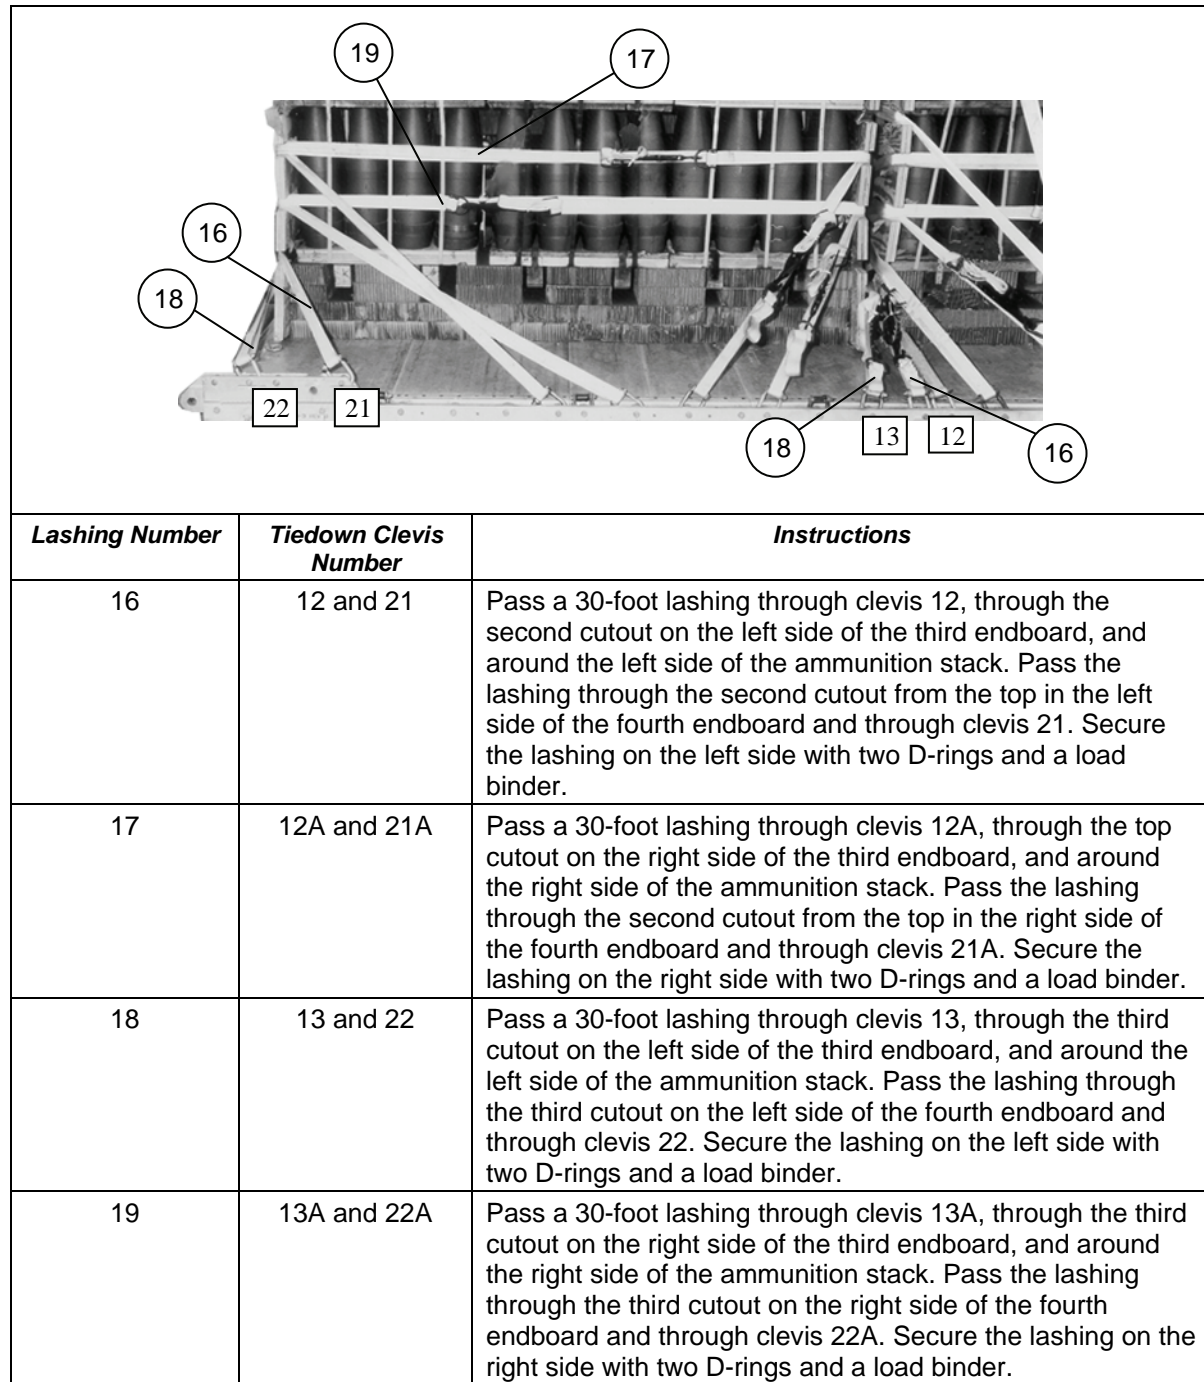 19
17
16
18
22
21
18
13
12
16
Lashing Number
Tiedown Clevis
Number
Instructions
16
12 and 21
Pass a 30-foot lashing through clevis 12, through the
second cutout on the left side of the third endboard, and
around the left side of the ammunition stack. Pass the
lashing through the second cutout from the top in the left
side of the fourth endboard and through clevis 21. Secure
the lashing on the left side with two D-rings and a load
binder.
17
12A and 21A
Pass a 30-foot lashing through clevis 12A, through the top
cutout on the right side of the third endboard, and around
the right side of the ammunition stack. Pass the lashing
through the second cutout from the top in the right side of
the fourth endboard and through clevis 21A. Secure the
lashing on the right side with two D-rings and a load binder.
18
13 and 22
Pass a 30-foot lashing through clevis 13, through the third
cutout on the left side of the third endboard, and around the
left side of the ammunition stack. Pass the lashing through
the third cutout on the left side of the fourth endboard and
through clevis 22. Secure the lashing on the left side with
two D-rings and a load binder.
19
13A and 22A
Pass a 30-foot lashing through clevis 13A, through the third
cutout on the right side of the third endboard, and around
the right side of the ammunition stack. Pass the lashing
through the third cutout on the right side of the fourth
endboard and through clevis 22A. Secure the lashing on the
right side with two D-rings and a load binder.